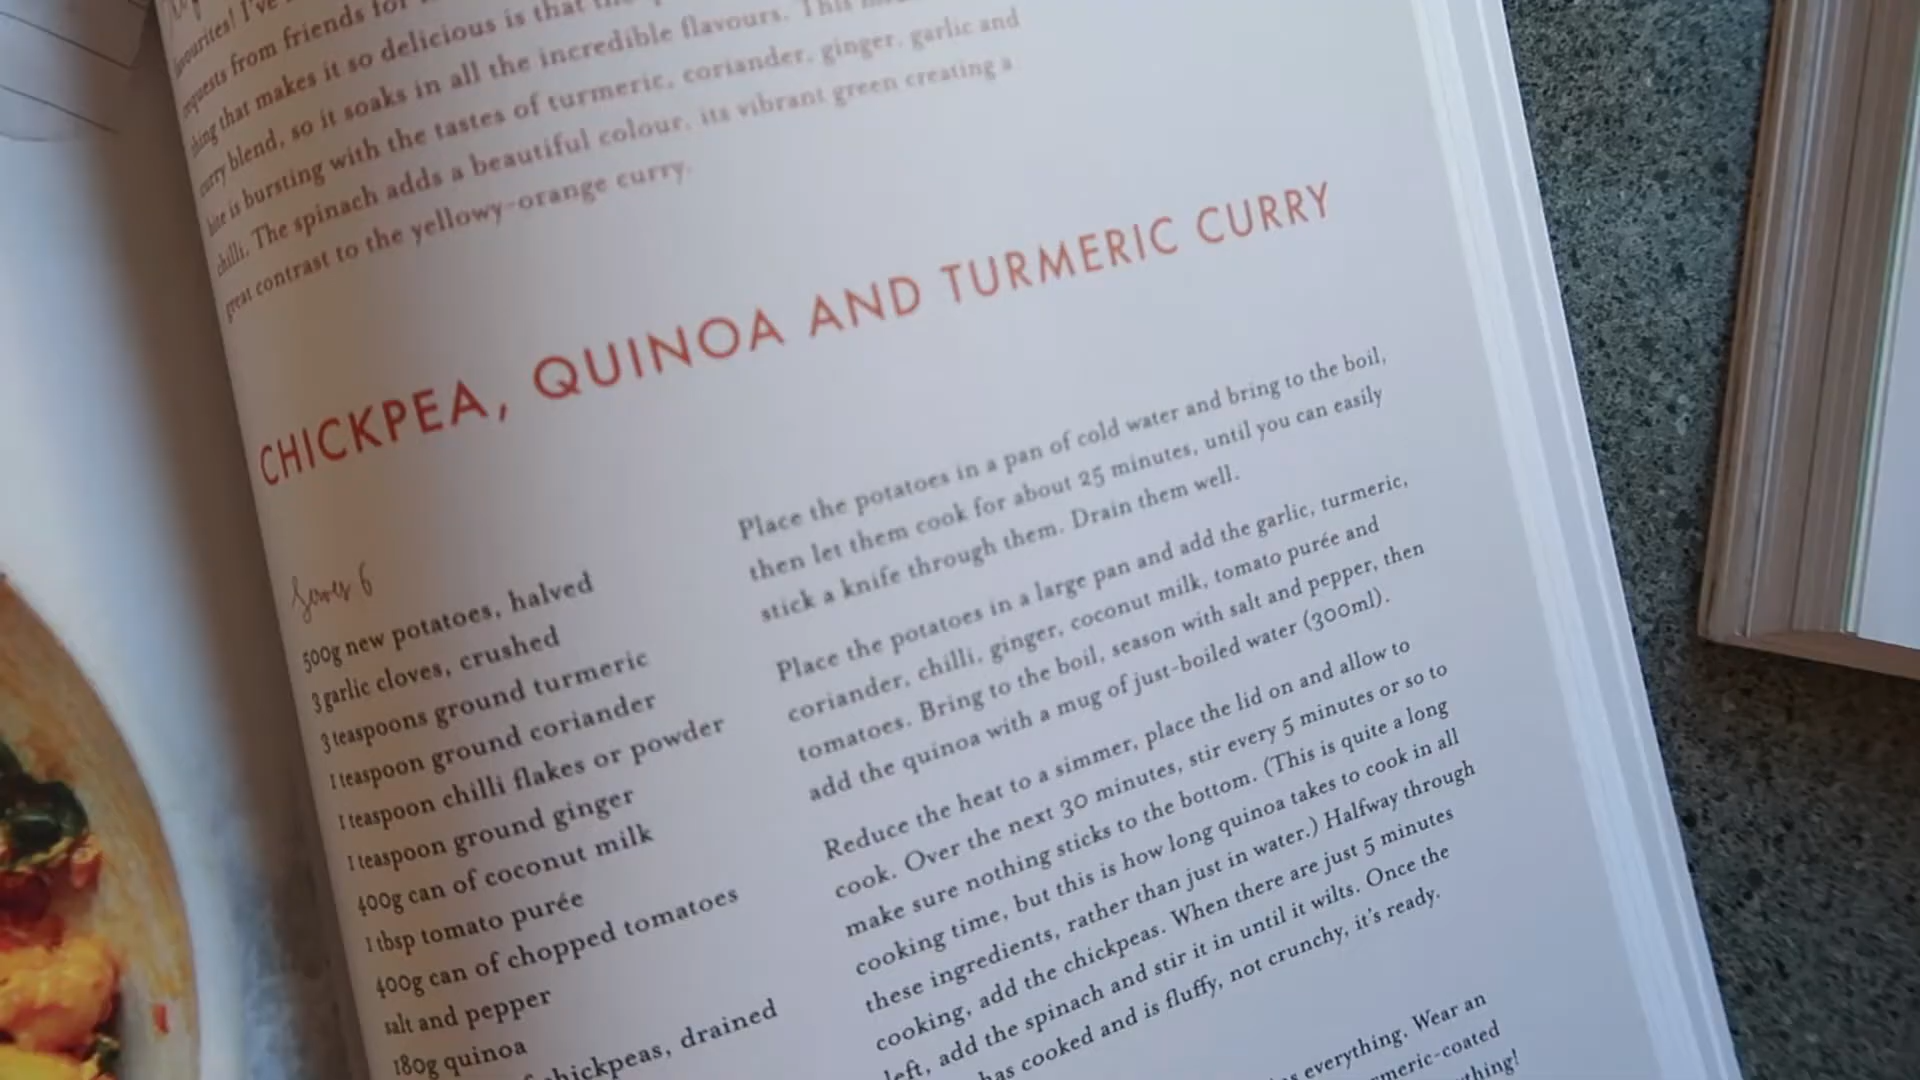 favourites! I've
requests from friends for
thing that makes it so delicious is that the
curry blend, so it soaks in all the incredible flavours. This
bite is bursting with the tastes of turmeric, coriander, ginger, garlic and
chilli. The spinach adds a beautiful colour, its vibrant green creating a
great contrast to the yellowy-orange curry.
CHICKPEA, QUINOA AND TURMERIC CURRY
Serves 6
500g new potatoes, halved
3 garlic cloves, crushed
3 teaspoons ground turmeric
1 teaspoon ground coriander
1 teaspoon chilli flakes or powder
1 teaspoon ground ginger
400g can of coconut milk
1 tbsp tomato purée
400g can of chopped tomatoes
salt and pepper
180g quinoa
chickpeas, drained
Place the potatoes in a pan of cold water and bring to the boil,
then let them cook for about 25 minutes, until you can easily
stick a knife through them. Drain them well.
Place the potatoes in a large pan and add the garlic, turmeric,
coriander, chilli, ginger, coconut milk, tomato purée and
tomatoes. Bring to the boil, season with salt and pepper, then
add the quinoa with a mug of just-boiled water (300ml).
Reduce the heat to a simmer, place the lid on and allow to
cook. Over the next 30 minutes, stir every 5 minutes or so to
make sure nothing sticks to the bottom. (This is quite a long
cooking time, but this is how long quinoa takes to cook in all
these ingredients, rather than just in water.) Halfway through
cooking, add the chickpeas. When there are just 5 minutes
left, add the spinach and stir it in until it wilts. Once the
has cooked and is fluffy, not crunchy, it's ready.
everything. Wear an